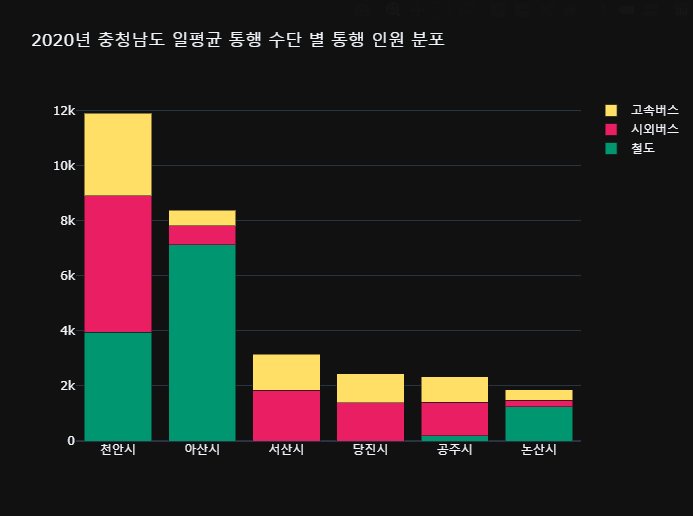 2020년 충청남도 일평균 통행 수단 별 통행 인원 분포
12k
10k
8k
6k
4k
2k
0
천안시 아산시 서산시 당진시 공주시 논산시
고속버스
시외버스
철도